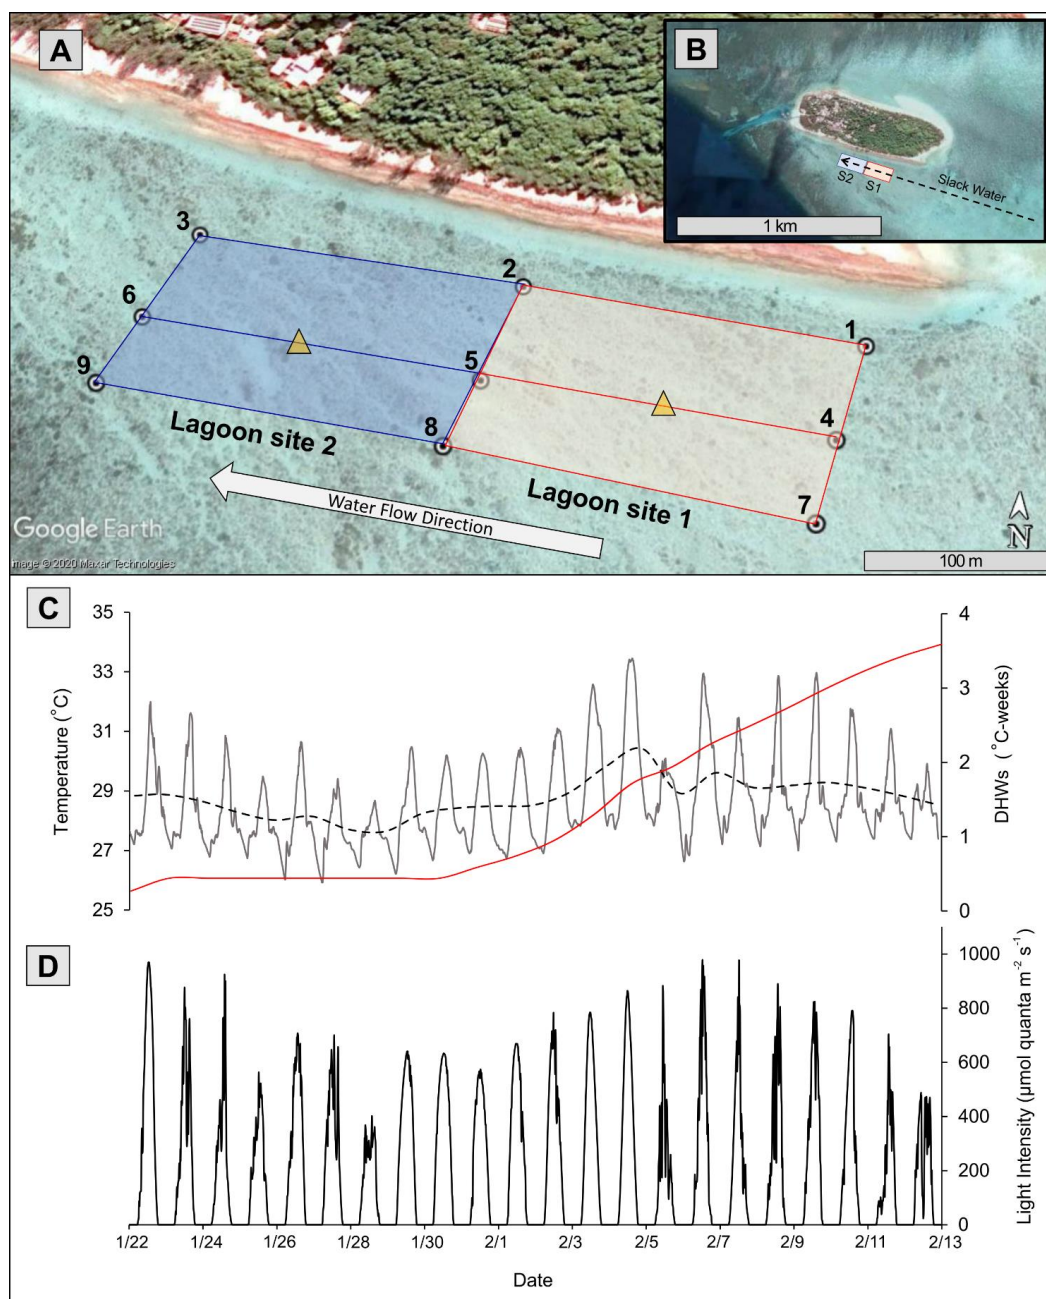 A
B
S2
S1
Slack Water
1 km
3
2
1
6
5
4
9
8
7
Lagoon site 2
Lagoon site 1
Water Flow Direction
N
100 m
Google Earth
mage © 2020 Maxar Technologies
C
35
33
31
29
27
25
Temperature (°C)
4
3
2
1
0
DHWs (°C-weeks)
D
1000
800
600
400
200
0
Light Intensity (µmol quanta m⁻² s⁻¹)
1/22 1/24 1/26 1/28 1/30 2/1 2/3 2/5 2/7 2/9 2/11 2/13
Date